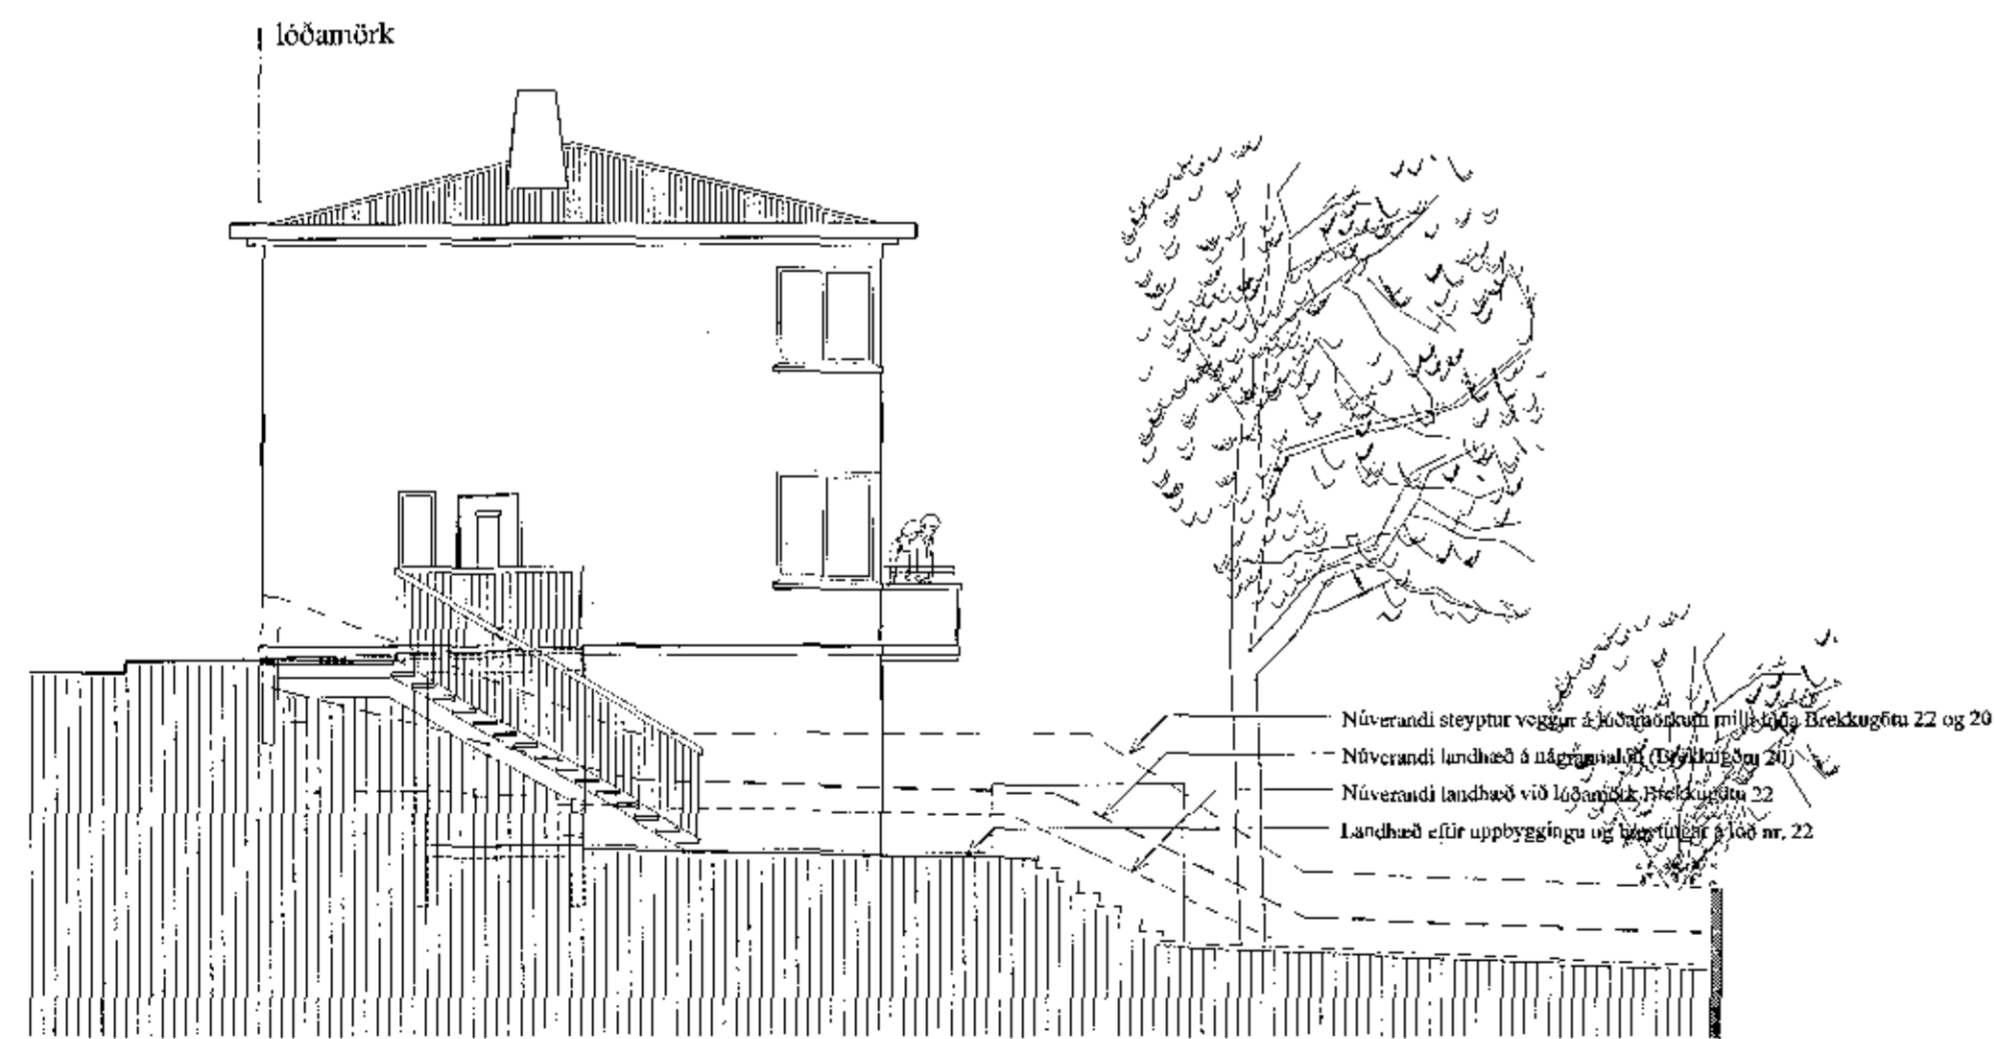 lóðamörk
Núverandi steyptur veggur á lóðamörkum milli lóða Brekkugötu 22 og 20
Núverandi landhæð á nágrannalóð (Brekkugötu 20)
Núverandi landhæð við lóðamörk Brekkugötu 22
Landhæð eftir uppbyggingu og á lóð nr. 22